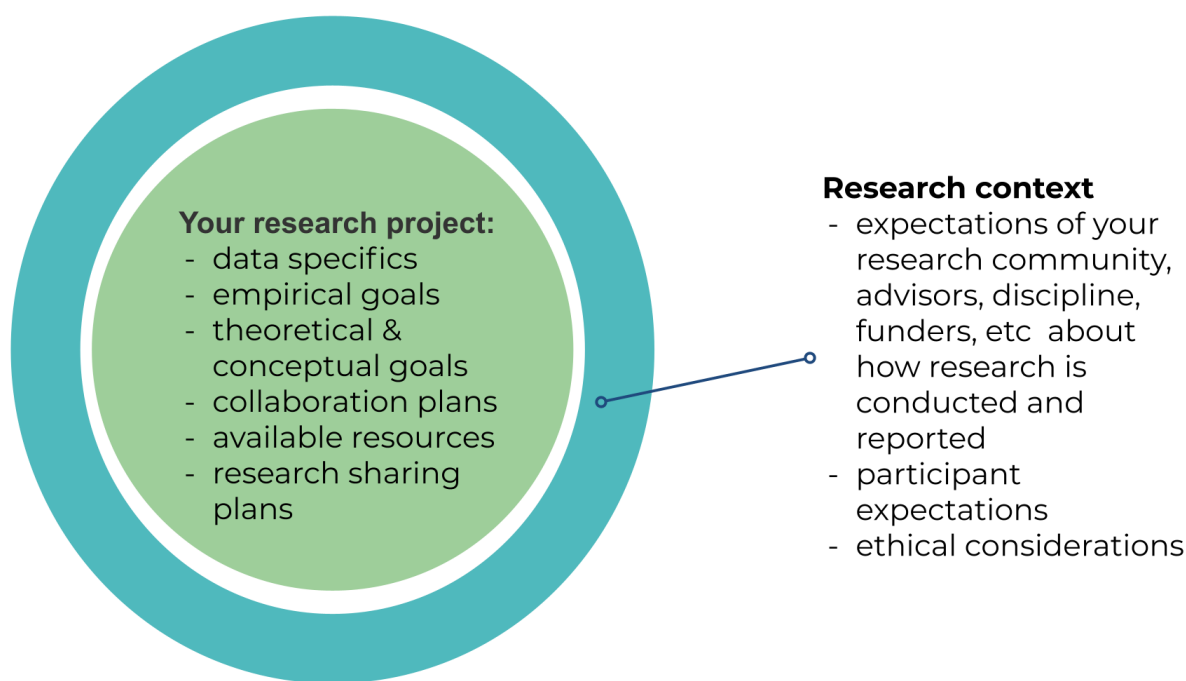 Your research project:
- data specifics
- empirical goals
- theoretical &
conceptual goals
- collaboration plans
- available resources
- research sharing
plans
Research context
- expectations of your
research community,
advisors, discipline,
funders, etc  about
how research is
conducted and
reported
- participant
expectations
- ethical considerations